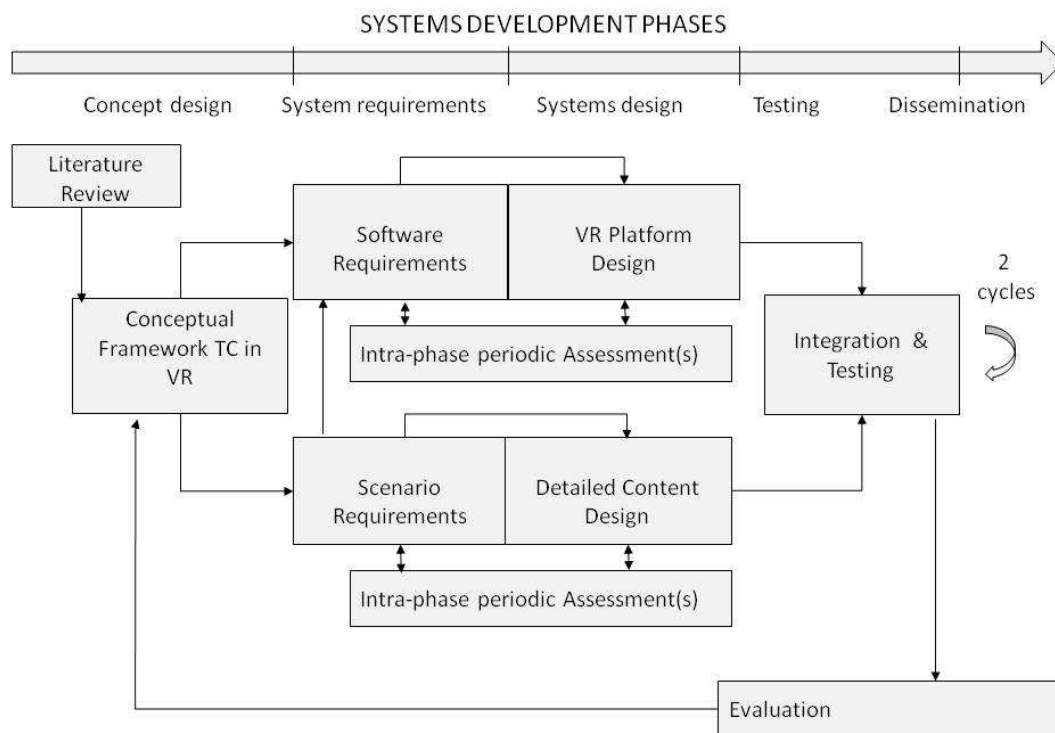 SYSTEMS DEVELOPMENT PHASES
Concept design
System requirements
Systems design
Testing
Dissemination
Literature
Review
Software
Requirements
VR Platform
Design
2
cycles
Conceptual
Framework TC in
VR
Intra-phase periodic Assessment(s)
Integration &
Testing
Scenario
Requirements
Detailed Content
Design
Intra-phase periodic Assessment(s)
Evaluation